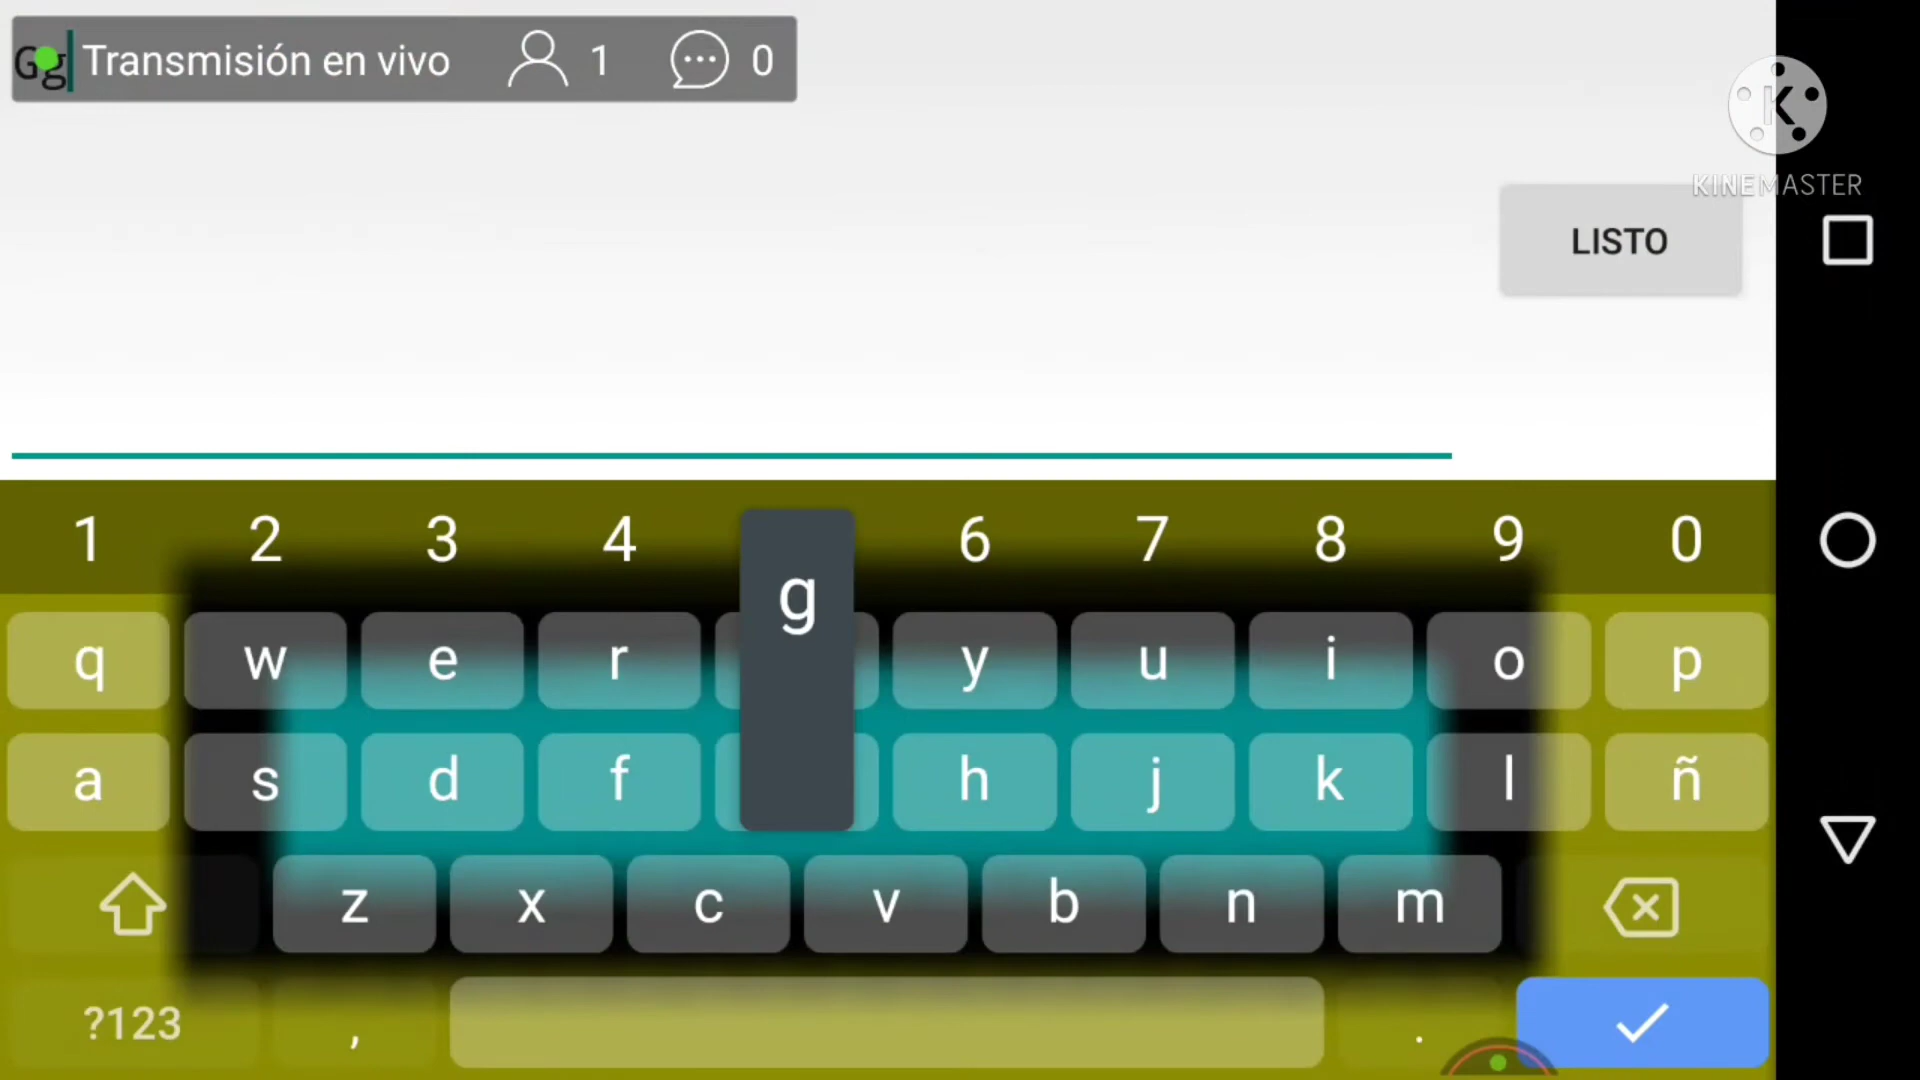 Gg Transmisión en vivo 1 0
KINEMASTER
LISTO
1 2 3 4 6 7 8 9 0
g
q w e r y u i o p
a s d f h j k l ñ
z x c v b n m
?123 , .